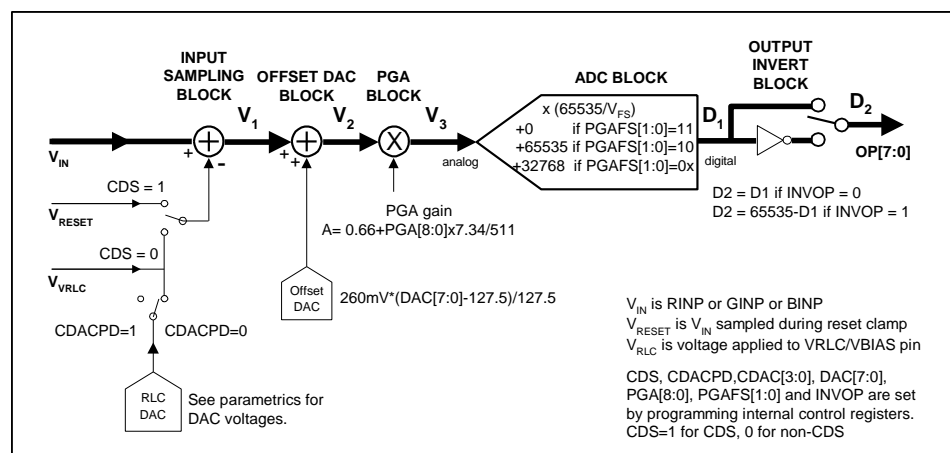 INPUT
SAMPLING
BLOCK
OFFSET DAC
BLOCK
PGA
BLOCK
ADC BLOCK
OUTPUT
INVERT
BLOCK
V1
V2
V3
x (65535/VFS)
+0 if PGAFS[1:0]=11
+65535 if PGAFS[1:0]=10
+32768 if PGAFS[1:0]=0x
D1
D2
VIN
+
-
+
+
+
+
X
analog
digital
OP[7:0]
CDS = 1
VRESET
PGA gain
A= 0.66+PGA[8:0]x7.34/511
D2 = D1 if INVOP = 0
D2 = 65535-D1 if INVOP = 1
CDS = 0
VVRLC
Offset
DAC
260mV*(DAC[7:0]-127.5)/127.5
CDACPD=1
CDACPD=0
RLC
DAC
See parametrics for
DAC voltages.
VIN is RINP or GINP or BINP
VRESET is VIN sampled during reset clamp
VRLC is voltage applied to VRLC/VBIAS pin
CDS, CDACPD,CDAC[3:0], DAC[7:0],
PGA[8:0], PGAFS[1:0] and INVOP are set
by programming internal control registers.
CDS=1 for CDS, 0 for non-CDS